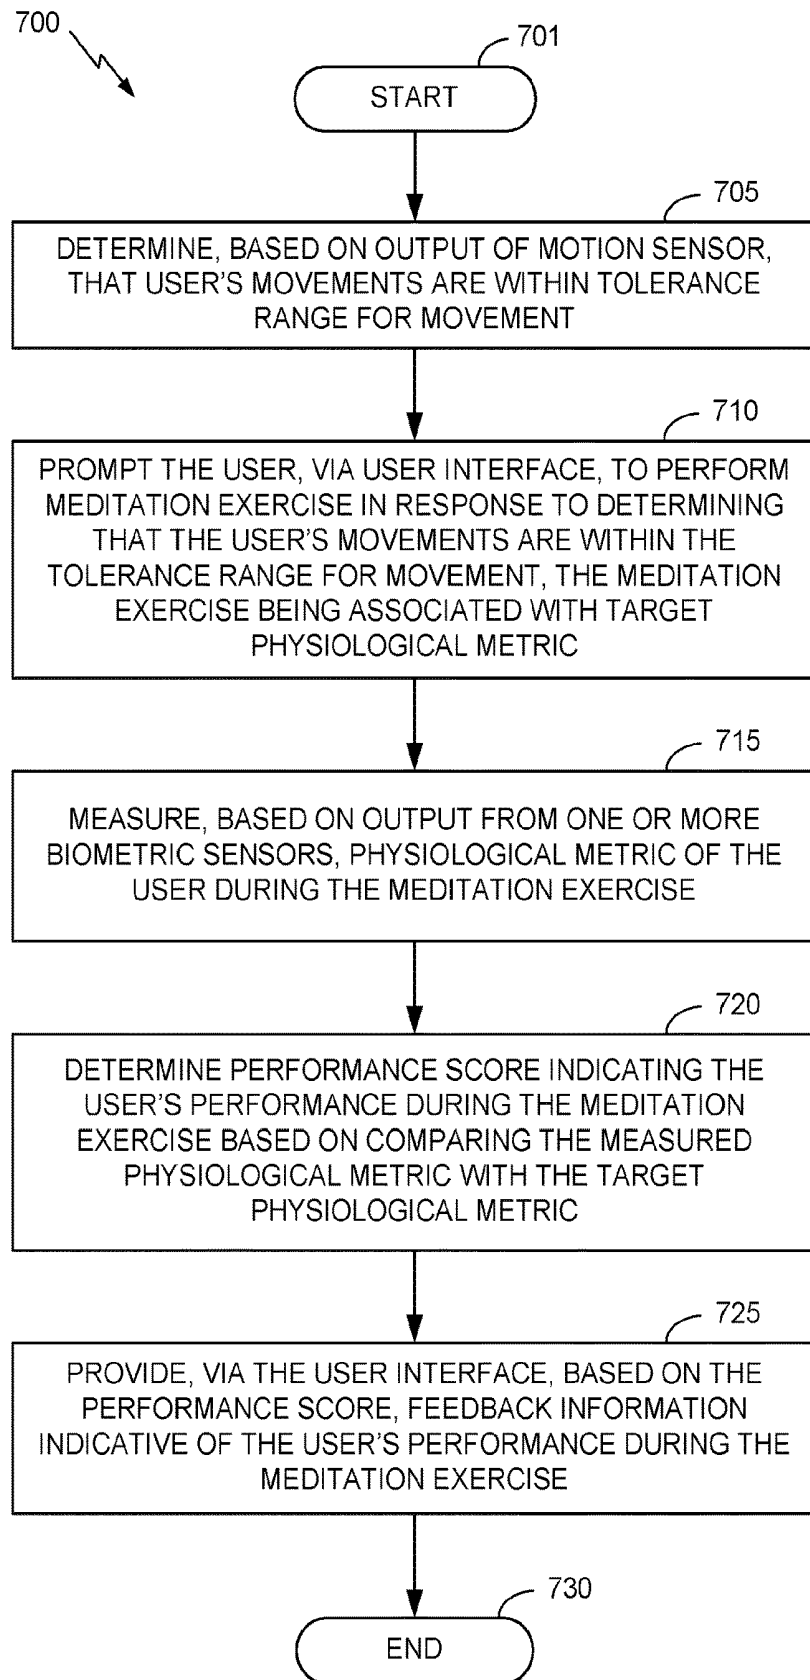 700
701
START
705
DETERMINE, BASED ON OUTPUT OF MOTION SENSOR,
THAT USER'S MOVEMENTS ARE WITHIN TOLERANCE
RANGE FOR MOVEMENT
710
PROMPT THE USER, VIA USER INTERFACE, TO PERFORM
MEDITATION EXERCISE IN RESPONSE TO DETERMINING
THAT THE USER'S MOVEMENTS ARE WITHIN THE
TOLERANCE RANGE FOR MOVEMENT, THE MEDITATION
EXERCISE BEING ASSOCIATED WITH TARGET
PHYSIOLOGICAL METRIC
715
MEASURE, BASED ON OUTPUT FROM ONE OR MORE
BIOMETRIC SENSORS, PHYSIOLOGICAL METRIC OF THE
USER DURING THE MEDITATION EXERCISE
720
DETERMINE PERFORMANCE SCORE INDICATING THE
USER'S PERFORMANCE DURING THE MEDITATION
EXERCISE BASED ON COMPARING THE MEASURED
PHYSIOLOGICAL METRIC WITH THE TARGET
PHYSIOLOGICAL METRIC
725
PROVIDE, VIA THE USER INTERFACE, BASED ON THE
PERFORMANCE SCORE, FEEDBACK INFORMATION
INDICATIVE OF THE USER'S PERFORMANCE DURING THE
MEDITATION EXERCISE
730
END